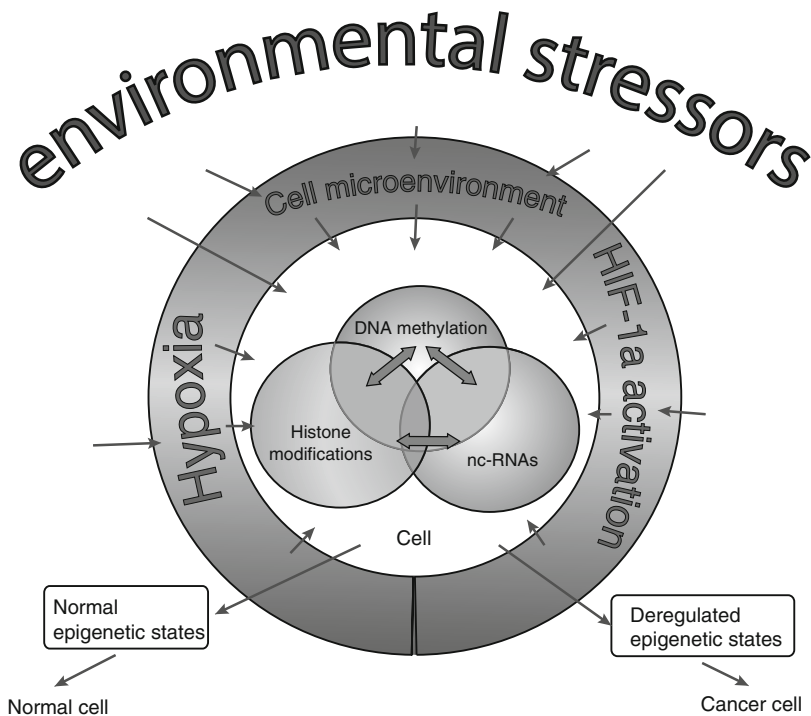 environmental stressors
Cell microenvironment
Hypoxia
HIF-1a activation
DNA methylation
Histone
modifications
nc-RNAs
Cell
Normal
epigenetic states
Deregulated
epigenetic states
Normal cell
Cancer cell